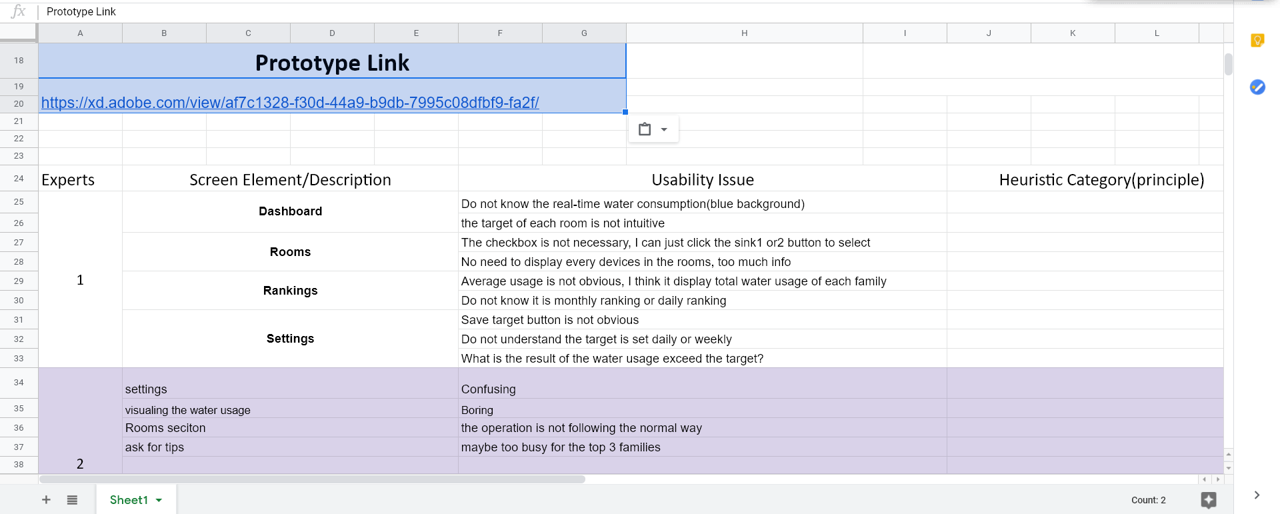 fx Prototype Link
A B C D E F G H I J K L
18 Prototype Link
19
20 https://xd.adobe.com/view/af7c1328-f30d-44a9-b9db-7995c08dfbf9-fa2f/
21
22
23
24 Experts Screen Element/Description Usability Issue Heuristic Category(principle)
25 Dashboard Do not know the real-time water consumption(blue background)
26 the target of each room is not intuitive
27 Rooms The checkbox is not necessary, I can just click the sink1 or2 button to select
28 No need to display every devices in the rooms, too much info
29 1 Rankings Average usage is not obvious, I think it display total water usage of each family
30 Do not know it is monthly ranking or daily ranking
31 Save target button is not obvious
32 Settings Do not understand the target is set daily or weekly
33 What is the result of the water usage exceed the target?
34 settings Confusing
35 visualing the water usage Boring
36 Rooms seciton the operation is not following the normal way
37 ask for tips maybe too busy for the top 3 families
38 2
Sheet1 Count: 2